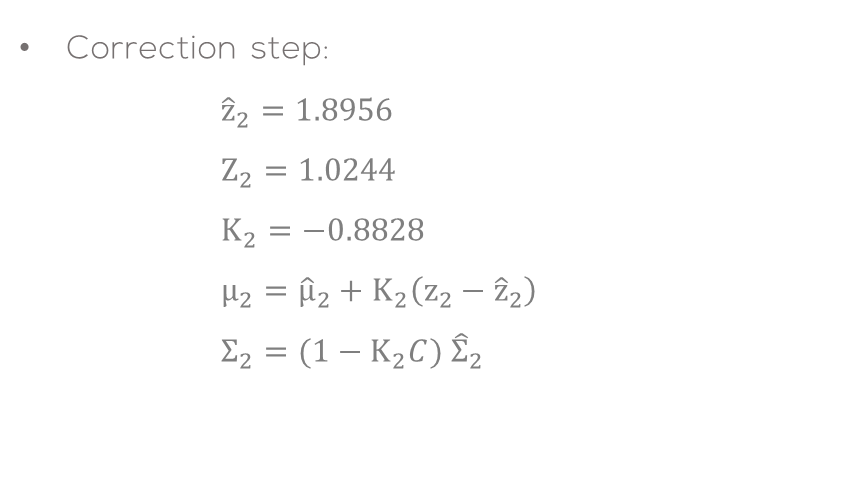 • Correction step:
ẑ₂ = 1.8956
Z₂ = 1.0244
K₂ = −0.8828
μ₂ = μ̂₂ + K₂(z₂ − ẑ₂)
Σ₂ = (1 − K₂C) Σ̂₂